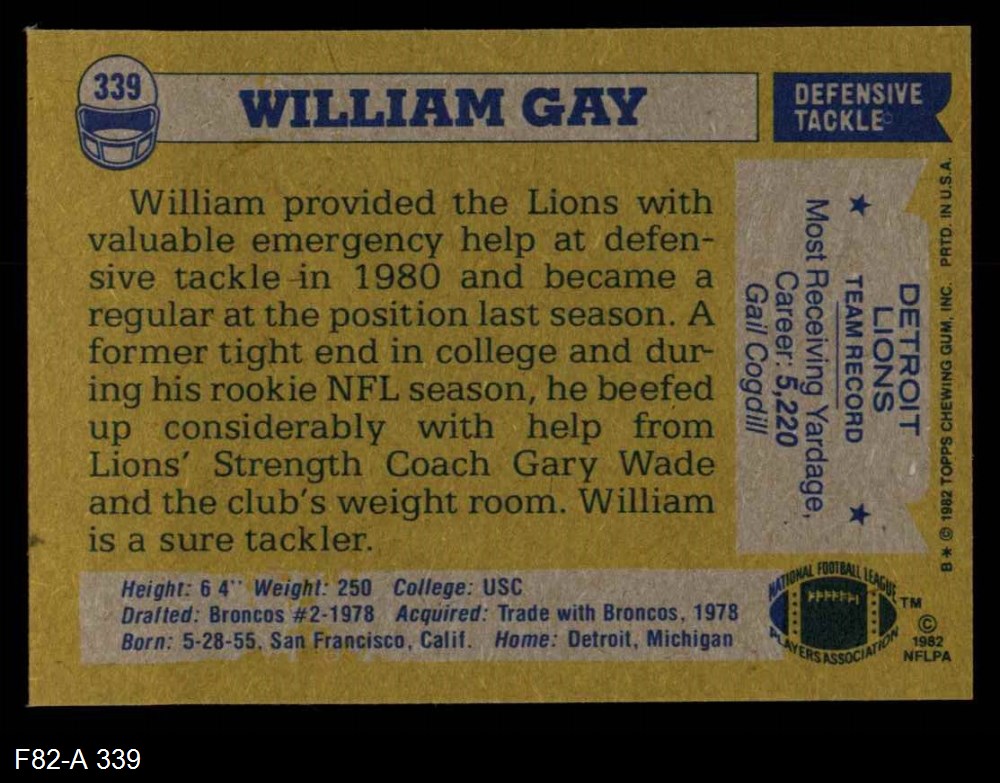 339
WILLIAM GAY
DEFENSIVE
TACKLE
William provided the Lions with
valuable emergency help at defen-
sive tackle in 1980 and became a
regular at the position last season. A
former tight end in college and dur-
ing his rookie NFL season, he beefed
up considerably with help from
Lions' Strength Coach Gary Wade
and the club's weight room. William
is a sure tackler.
DETROIT
LIONS
★ TEAM RECORD ★
Most Receiving Yardage,
Career: 5,220
Gail Cogdill
B* © 1982 TOPPS CHEWING GUM, INC. PRTD. IN U.S.A.
Height: 6 4" Weight: 250 College: USC
Drafted: Broncos #2-1978 Acquired: Trade with Broncos, 1978
Born: 5-28-55, San Francisco, Calif. Home: Detroit, Michigan
NATIONAL FOOTBALL LEAGUE
PLAYERS ASSOCIATION
TM
©
1982
NFLPA
F82-A 339